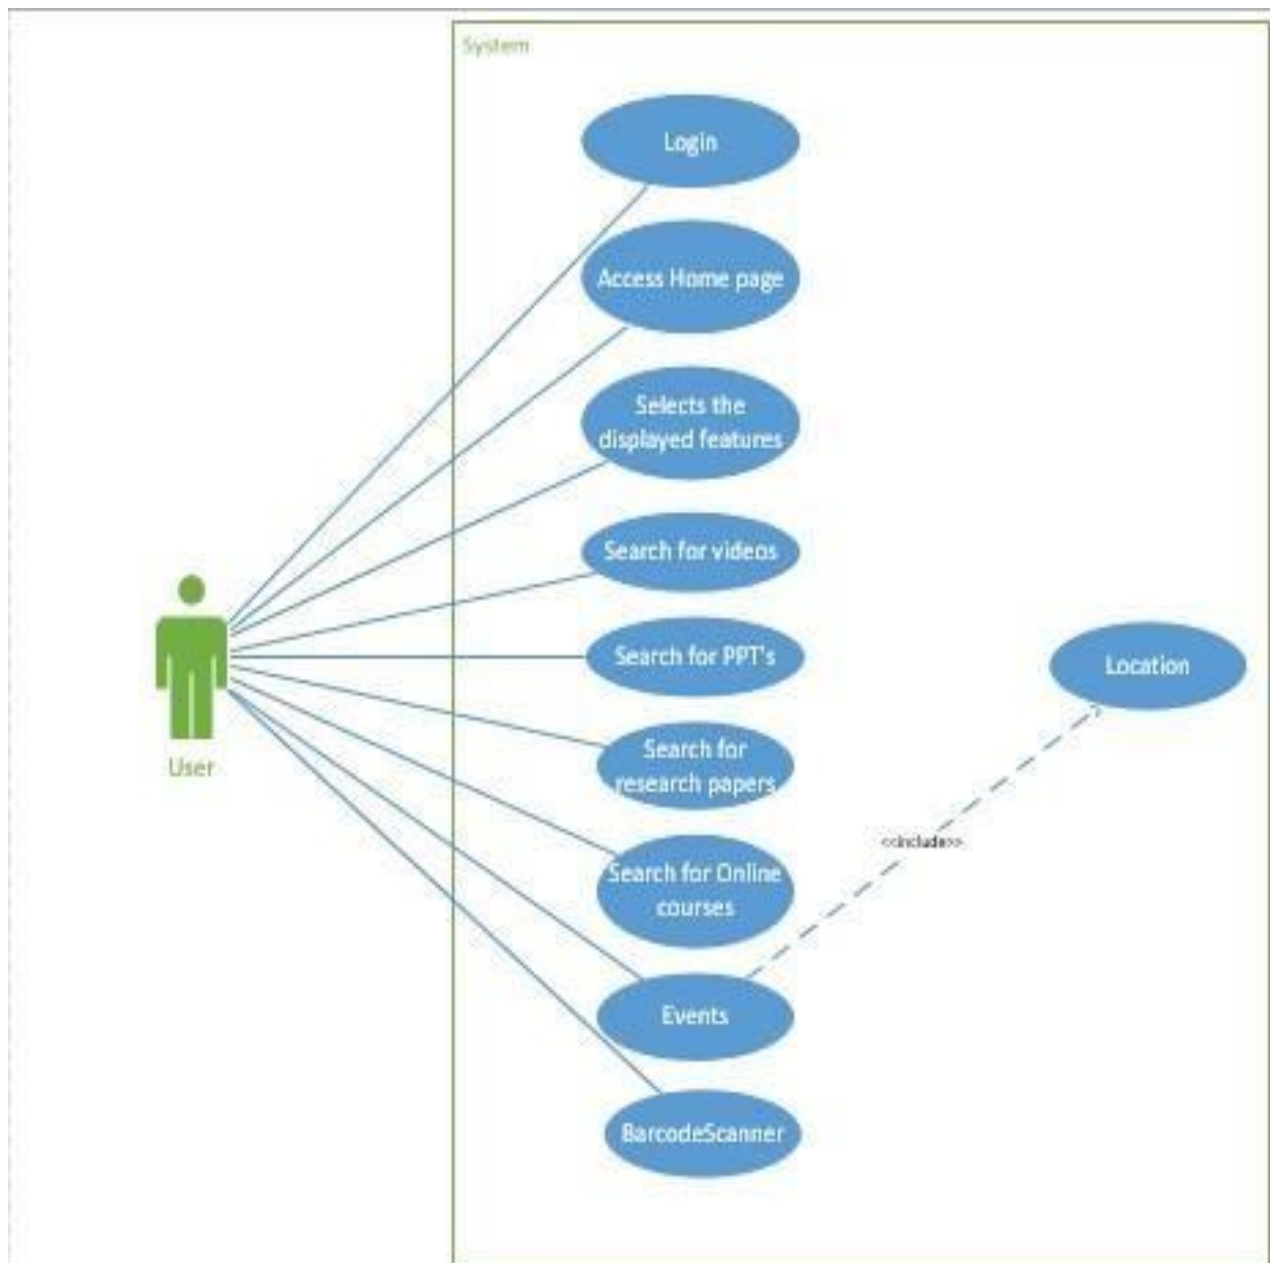 System
Login
Access Home page
Selects the
displayed features
Search for videos
Search for PPT's
Location
Search for
research papers
User
<<include>>
Search for Online
courses
Events
BarcodeScanner